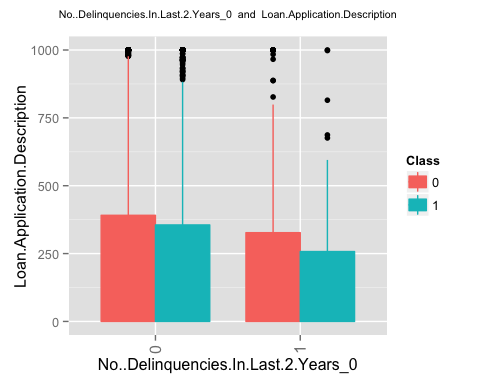 No..Delinquencies.In.Last.2.Years_0 and Loan.Application.Description
Loan.Application.Description
1000
750
500
250
0
0
1
No..Delinquencies.In.Last.2.Years_0
Class
0
1